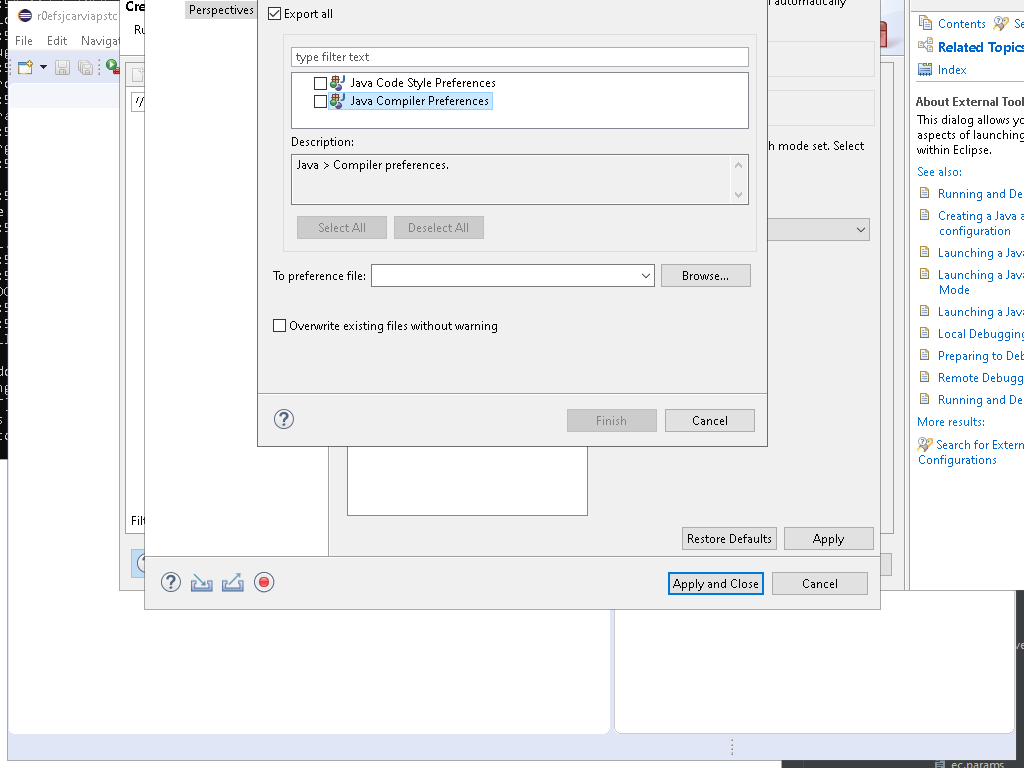 r0efsjcarviapstc
File Edit Navigat
Cre
Ru
Perspectives
Export all
type filter text
Java Code Style Preferences
Java Compiler Preferences
Description:
Java > Compiler preferences.
Select All Deselect All
To preference file: Browse...
Overwrite existing files without warning
Finish Cancel
automatically
h mode set. Select
//
Filt
Restore Defaults Apply
Apply and Close Cancel
Contents Se
Related Topics
Index
About External Tool
This dialog allows yo
aspects of launching
within Eclipse.
See also:
Running and De
Creating a Java a
configuration
Launching a Java
Launching a Java
Mode
Launching a Java
Local Debugging
Preparing to Deb
Remote Debugg
Running and De
More results:
Search for Extern
Configurations
ec.params